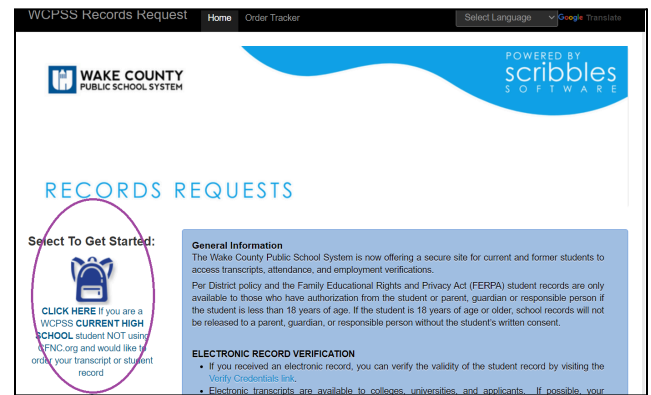 WCPSS Records Request
Home
Order Tracker
Select Language
Google Translate
POWERED BY
scribbles
SOFTWARE
WAKE COUNTY
PUBLIC SCHOOL SYSTEM
RECORDS REQUESTS
Select To Get Started:
CLICK HERE If you are a
WCPSS CURRENT HIGH
SCHOOL student NOT using
CFNC.org and would like to
order your transcript or student
record
General Information
The Wake County Public School System is now offering a secure site for current and former students to
access transcripts, attendance, and employment verifications.
Per District policy and the Family Educational Rights and Privacy Act (FERPA) student records are only
available to those who have authorization from the student or parent, guardian or responsible person if
the student is less than 18 years of age. If the student is 18 years of age or older, school records will not
be released to a parent, guardian, or responsible person without the student's written consent.
ELECTRONIC RECORD VERIFICATION
• If you received an electronic record, you can verify the validity of the student record by visiting the
Verify Credentials link.
• Electronic transcripts are available to colleges, universities, and applicants. If possible, your